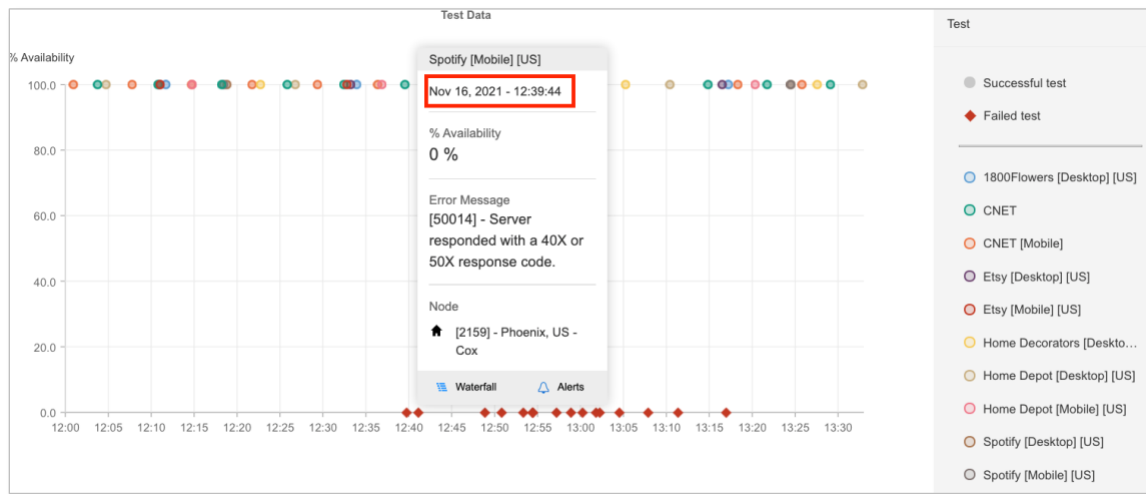 Test Data
% Availability
100.0
80.0
60.0
40.0
20.0
0.0
12:00 12:05 12:10 12:15 12:20 12:25 12:30 12:35 12:40 12:45 12:50 12:55 13:00 13:05 13:10 13:15 13:20 13:25 13:30
Spotify [Mobile] [US]
Nov 16, 2021 - 12:39:44
% Availability
0 %
Error Message
[50014] - Server
responded with a 40X or
50X response code.
Node
[2159] - Phoenix, US -
Cox
Waterfall Alerts
Test
Successful test
Failed test
1800Flowers [Desktop] [US]
CNET
CNET [Mobile]
Etsy [Desktop] [US]
Etsy [Mobile] [US]
Home Decorators [Deskto...
Home Depot [Desktop] [US]
Home Depot [Mobile] [US]
Spotify [Desktop] [US]
Spotify [Mobile] [US]